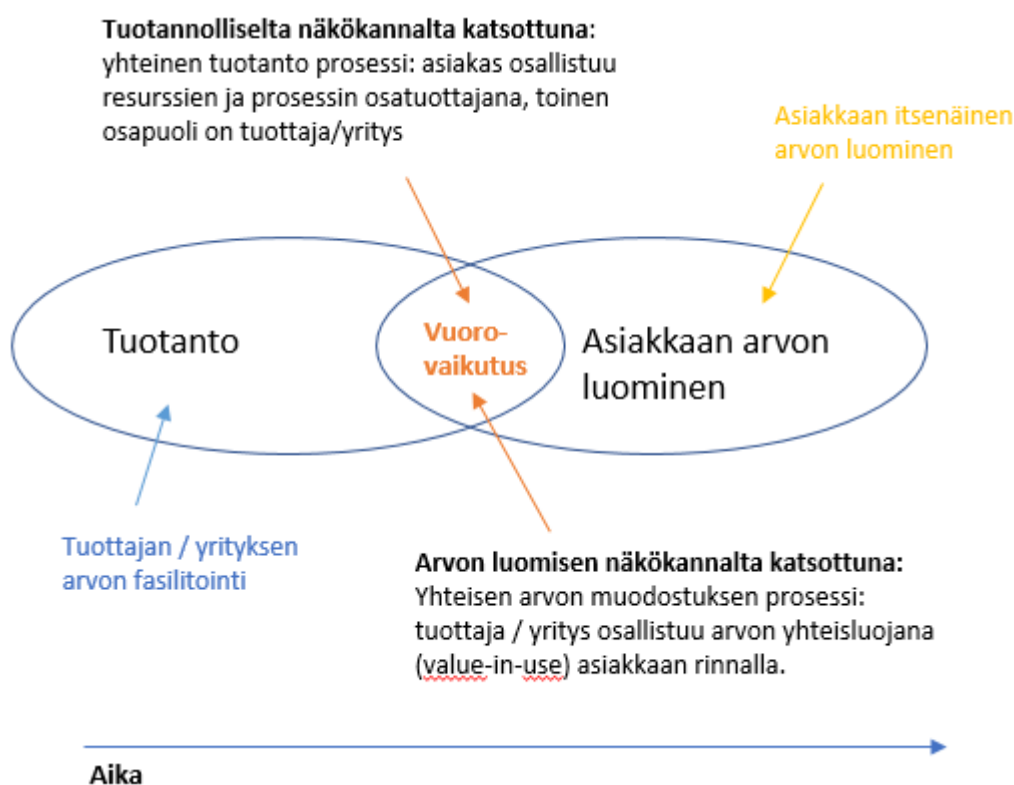 Tuotannolliselta näkökannalta katsottuna:
yhteinen tuotanto prosessi: asiakas osallistuu
resurssien ja prosessin osatuottajana, toinen
osapuoli on tuottaja/yritys
Asiakkaan itsenäinen
arvon luominen
Tuotanto
Vuoro-
vaikutus
Asiakkaan arvon
luominen
Tuottajan / yrityksen
arvon fasilitointi
Arvon luomisen näkökannalta katsottuna:
Yhteisen arvon muodostuksen prosessi:
tuottaja / yritys osallistuu arvon yhteisluojana
(value-in-use) asiakkaan rinnalla.
Aika